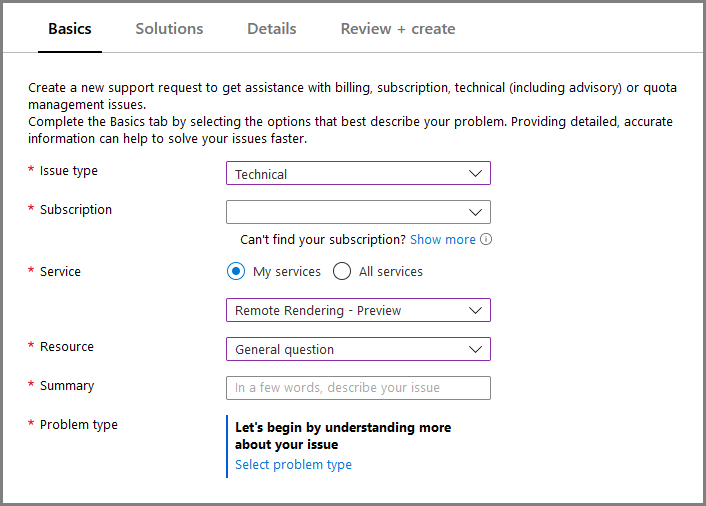 Basics Solutions Details Review + create
Create a new support request to get assistance with billing, subscription, technical (including advisory) or quota
management issues.
Complete the Basics tab by selecting the options that best describe your problem. Providing detailed, accurate
information can help to solve your issues faster.
* Issue type Technical
* Subscription
Can't find your subscription? Show more
* Service My services All services
Remote Rendering - Preview
* Resource General question
* Summary In a few words, describe your issue
* Problem type Let's begin by understanding more
about your issue
Select problem type